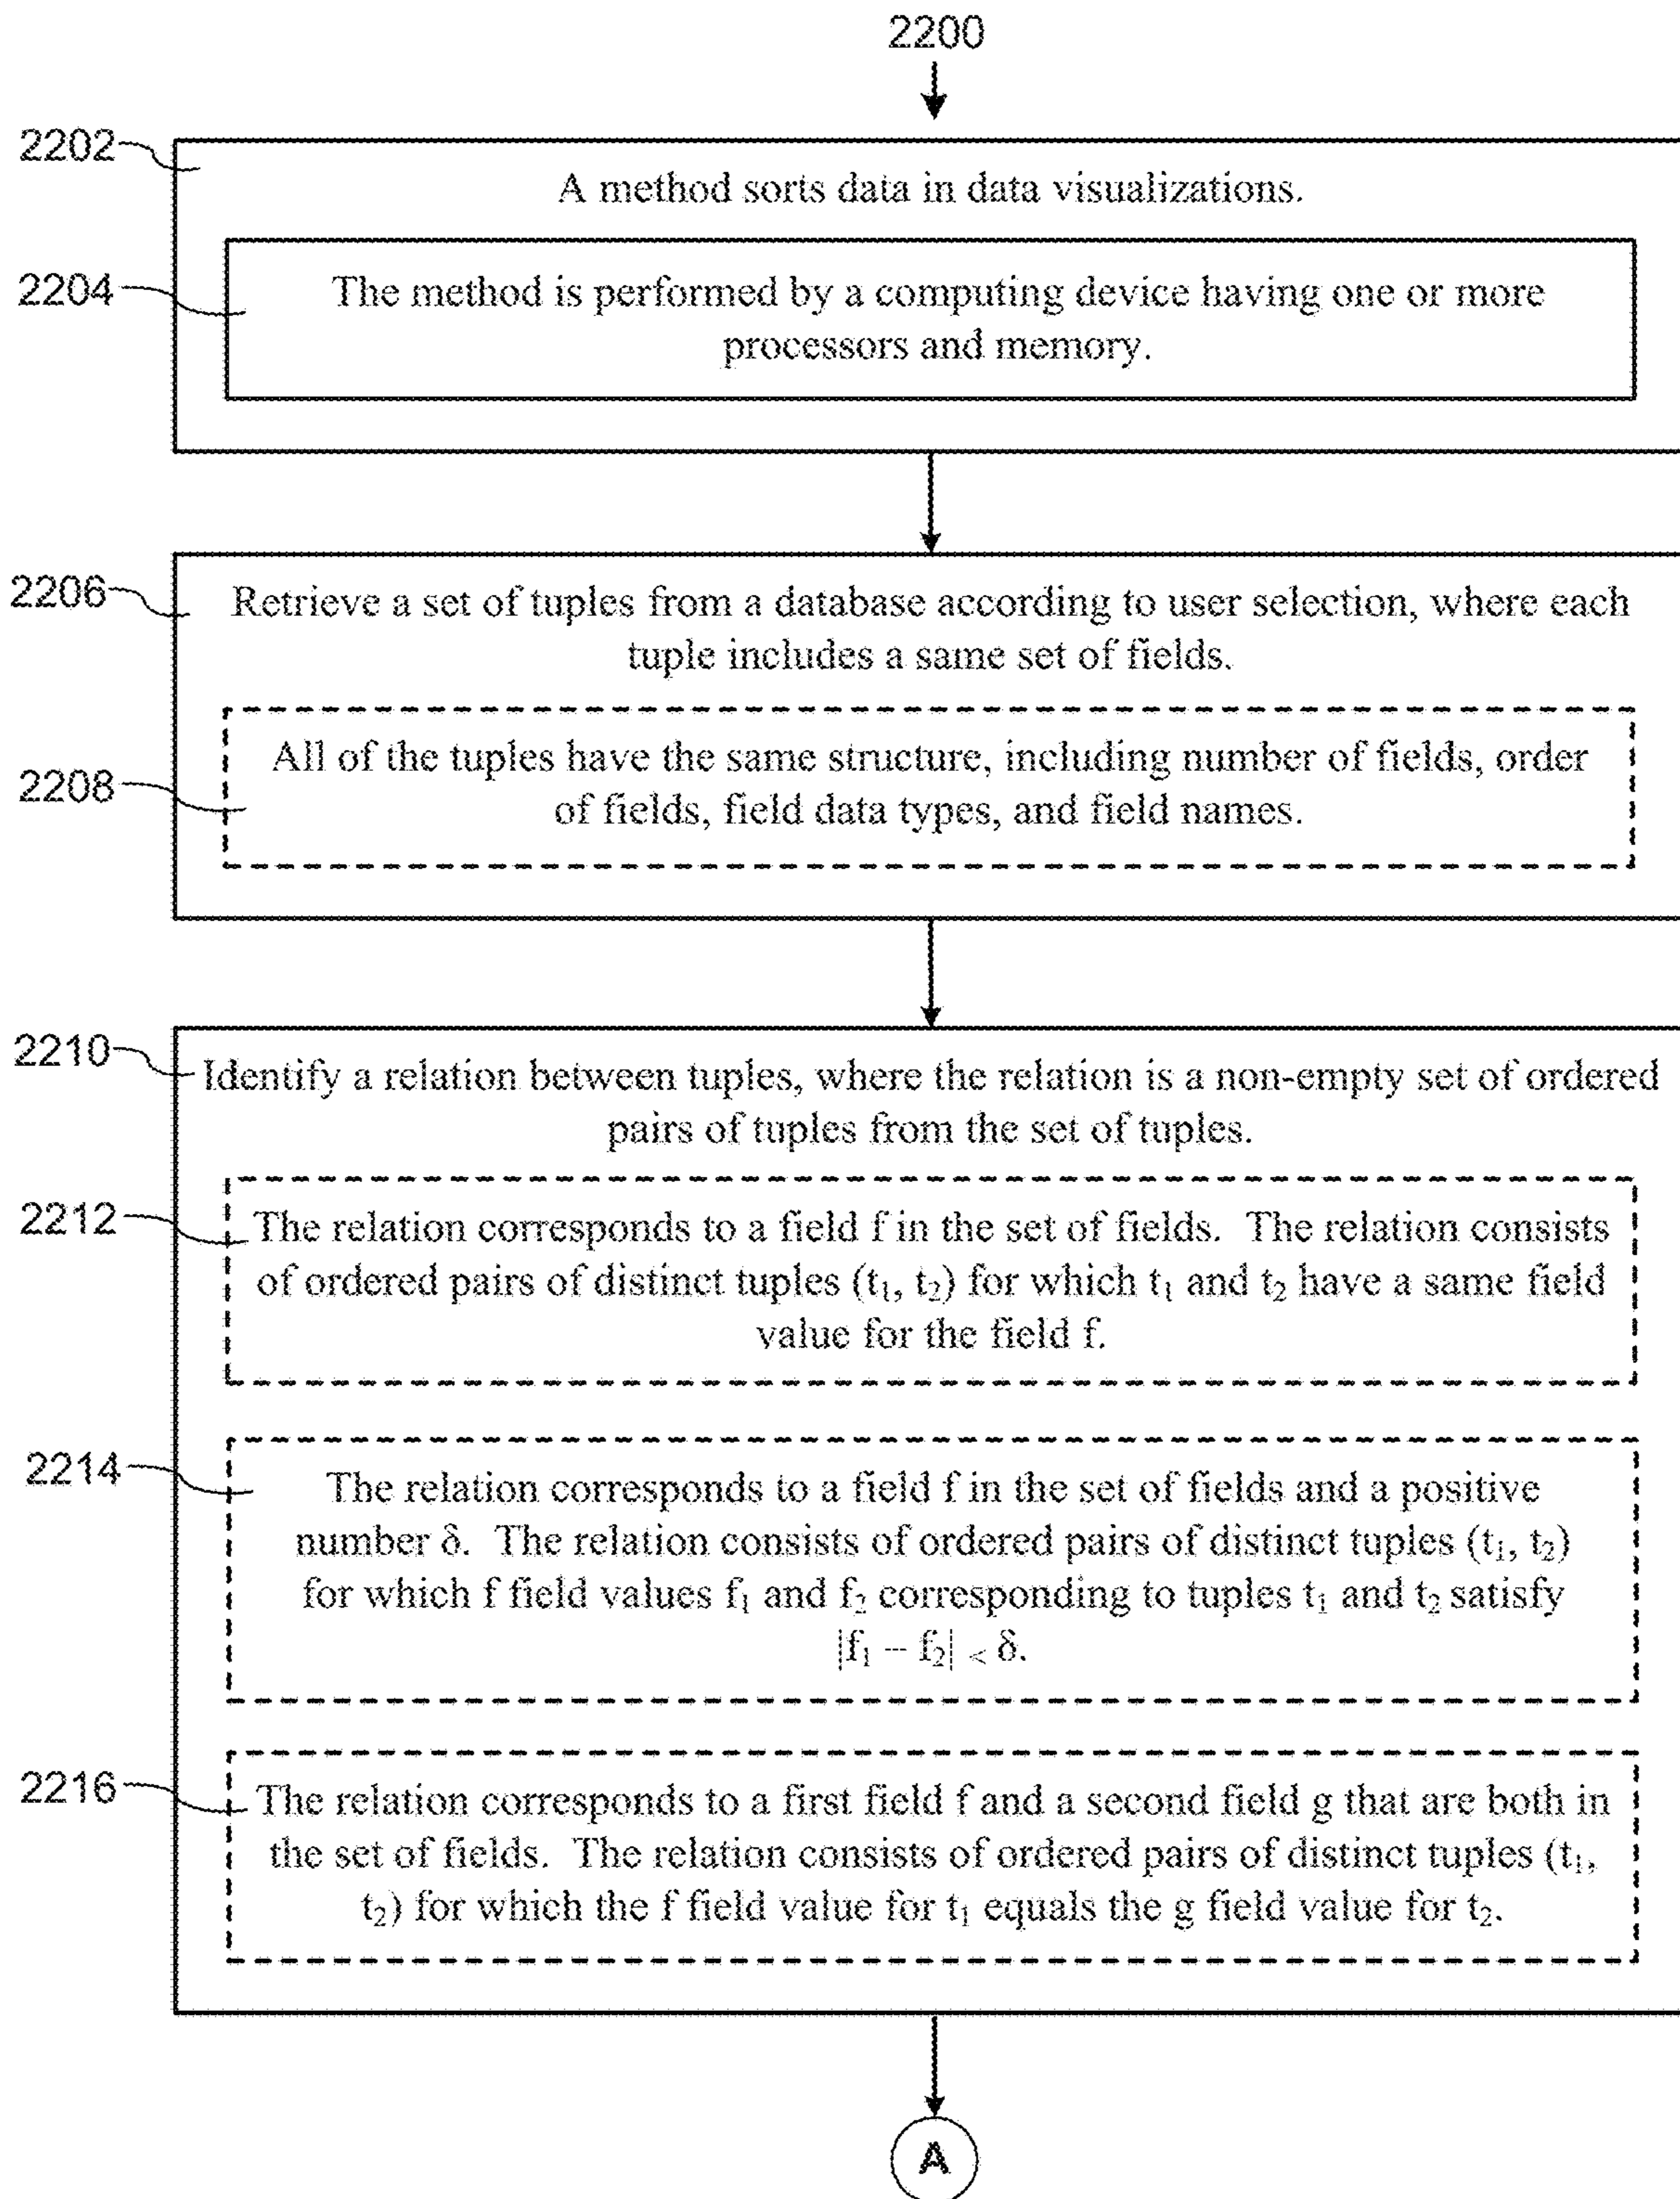 2200
2202
A method sorts data in data visualizations.
2204
The method is performed by a computing device having one or more
processors and memory.
2206
Retrieve a set of tuples from a database according to user selection, where each
tuple includes a same set of fields.
2208
All of the tuples have the same structure, including number of fields, order
of fields, field data types, and field names.
2210
Identify a relation between tuples, where the relation is a non-empty set of ordered
pairs of tuples from the set of tuples.
2212
The relation corresponds to a field f in the set of fields. The relation consists
of ordered pairs of distinct tuples (t₁, t₂) for which t₁ and t₂ have a same field
value for the field f.
2214
The relation corresponds to a field f in the set of fields and a positive
number δ. The relation consists of ordered pairs of distinct tuples (t₁, t₂)
for which f field values f₁ and f₂ corresponding to tuples t₁ and t₂ satisfy
|f₁ – f₂| < δ.
2216
The relation corresponds to a first field f and a second field g that are both in
the set of fields. The relation consists of ordered pairs of distinct tuples (t₁,
t₂) for which the f field value for t₁ equals the g field value for t₂.
A